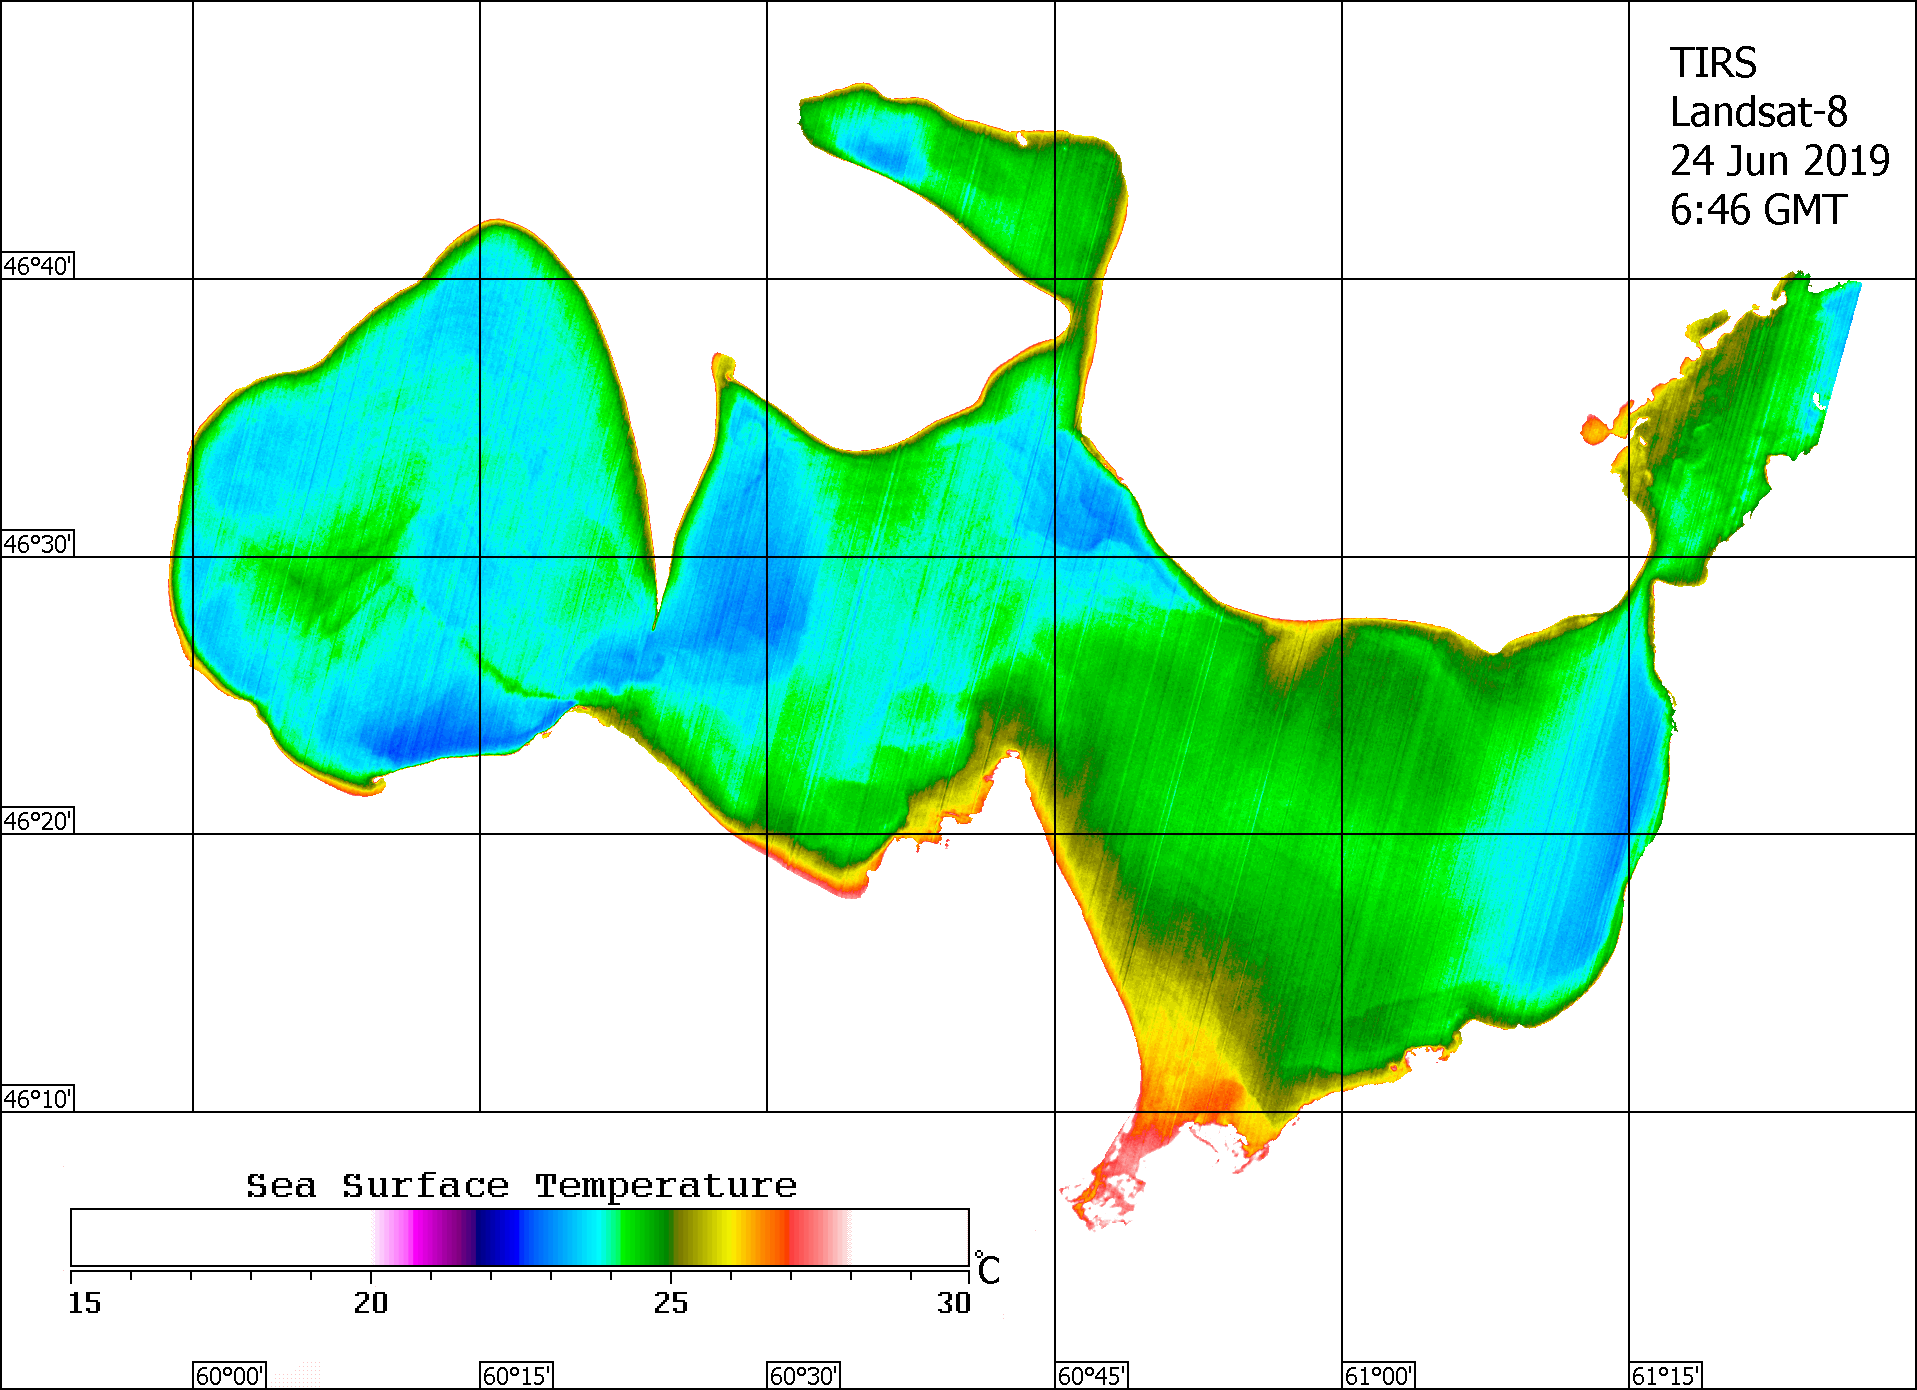 TIRS
Landsat-8
24 Jun 2019
6:46 GMT
46°40'
46°30'
46°20'
46°10'
Sea Surface Temperature
°C
15 20 25 30
60°00' 60°15' 60°30' 60°45' 61°00' 61°15'